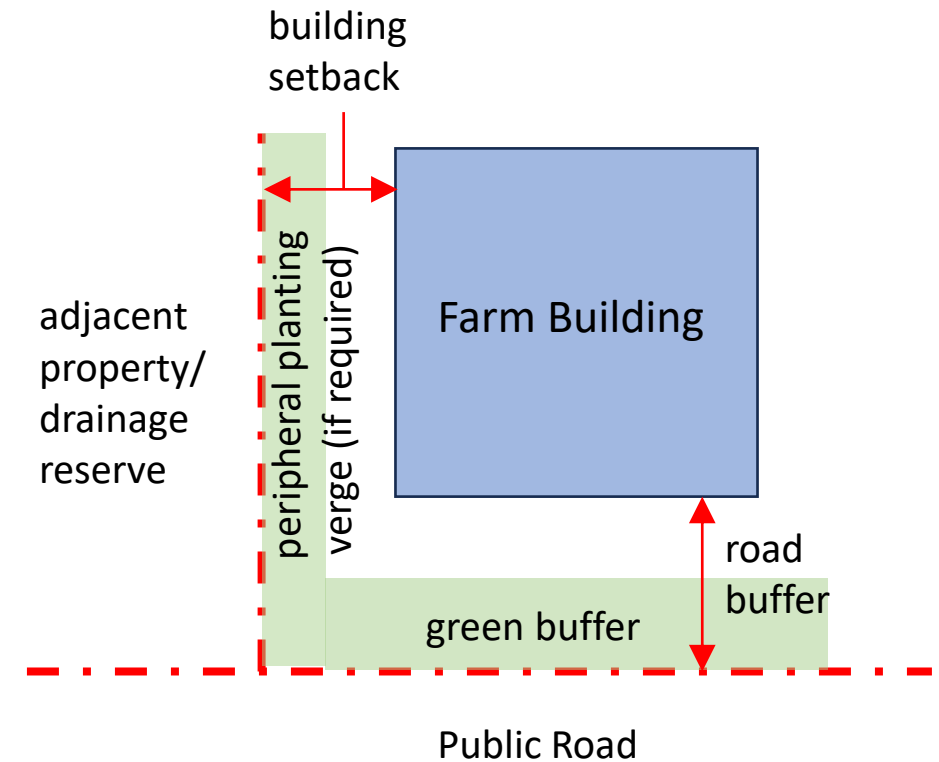 building
setback
adjacent
property/
drainage
reserve
peripheral planting
verge (if required)
Farm Building
road
buffer
green buffer
Public Road